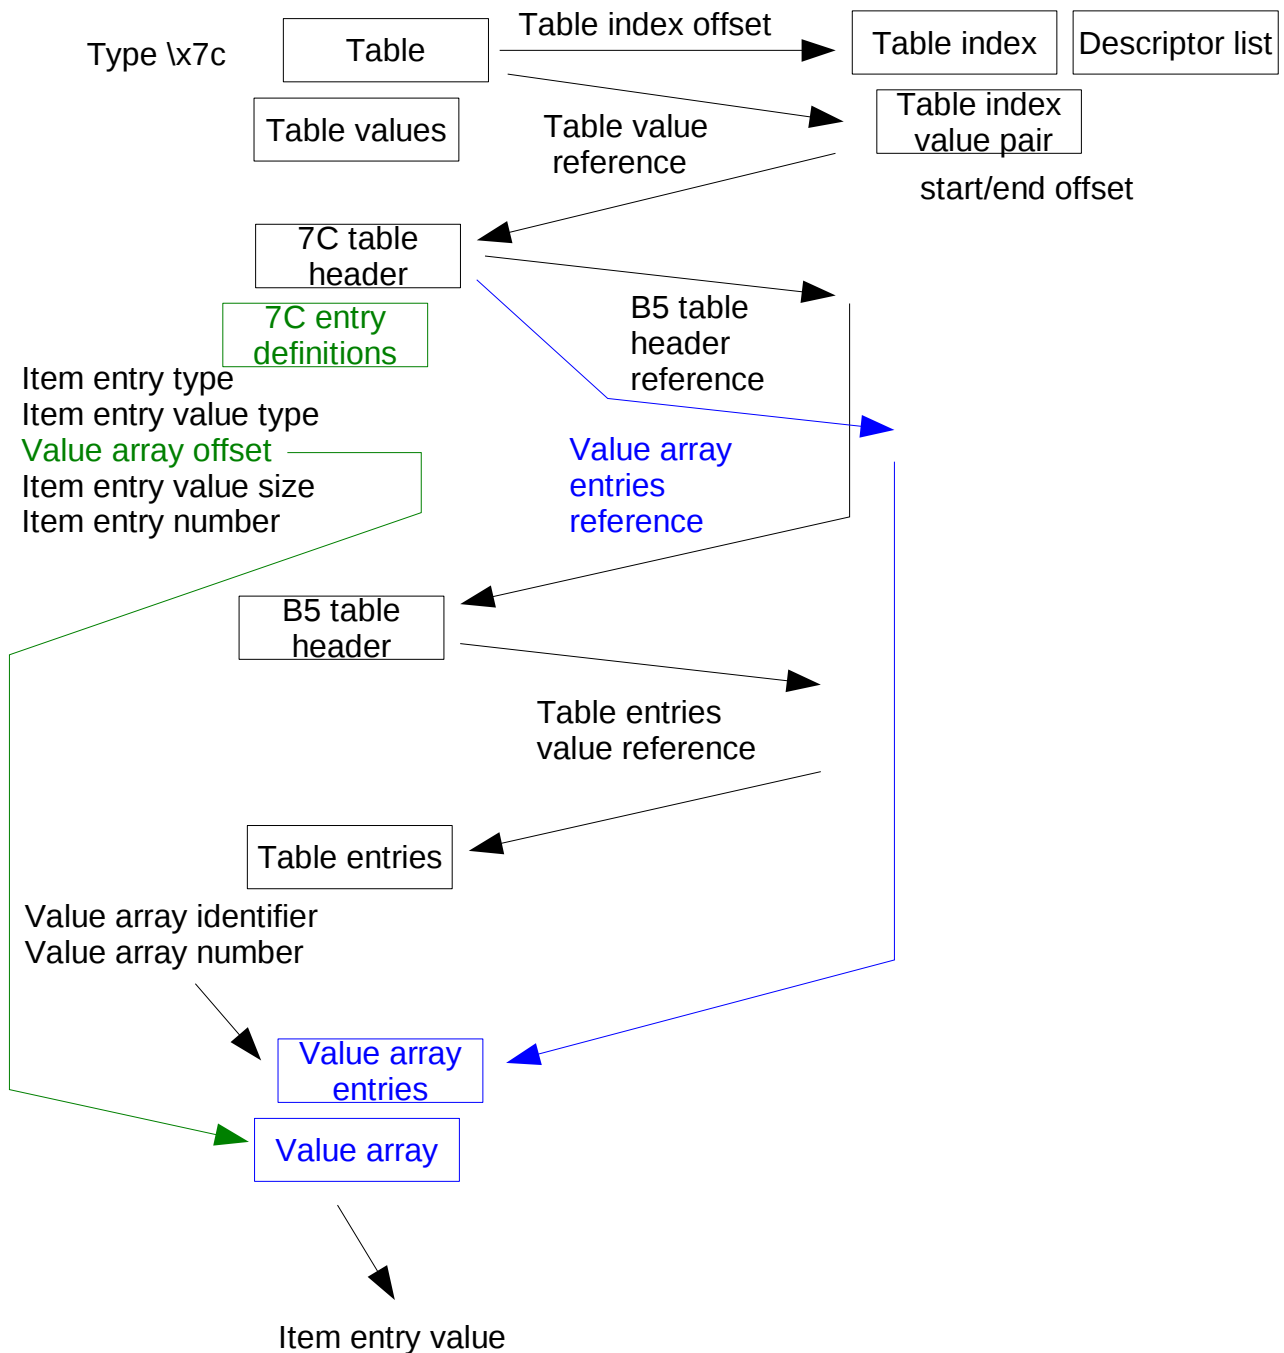 Type \x7c
Table
Table index offset
Table index
Descriptor list
Table values
Table value
reference
Table index
value pair
start/end offset
7C table
header
7C entry
definitions
B5 table
header
reference
Item entry type
Item entry value type
Value array offset
Item entry value size
Item entry number
Value array
entries
reference
B5 table
header
Table entries
value reference
Table entries
Value array identifier
Value array number
Value array
entries
Value array
Item entry value